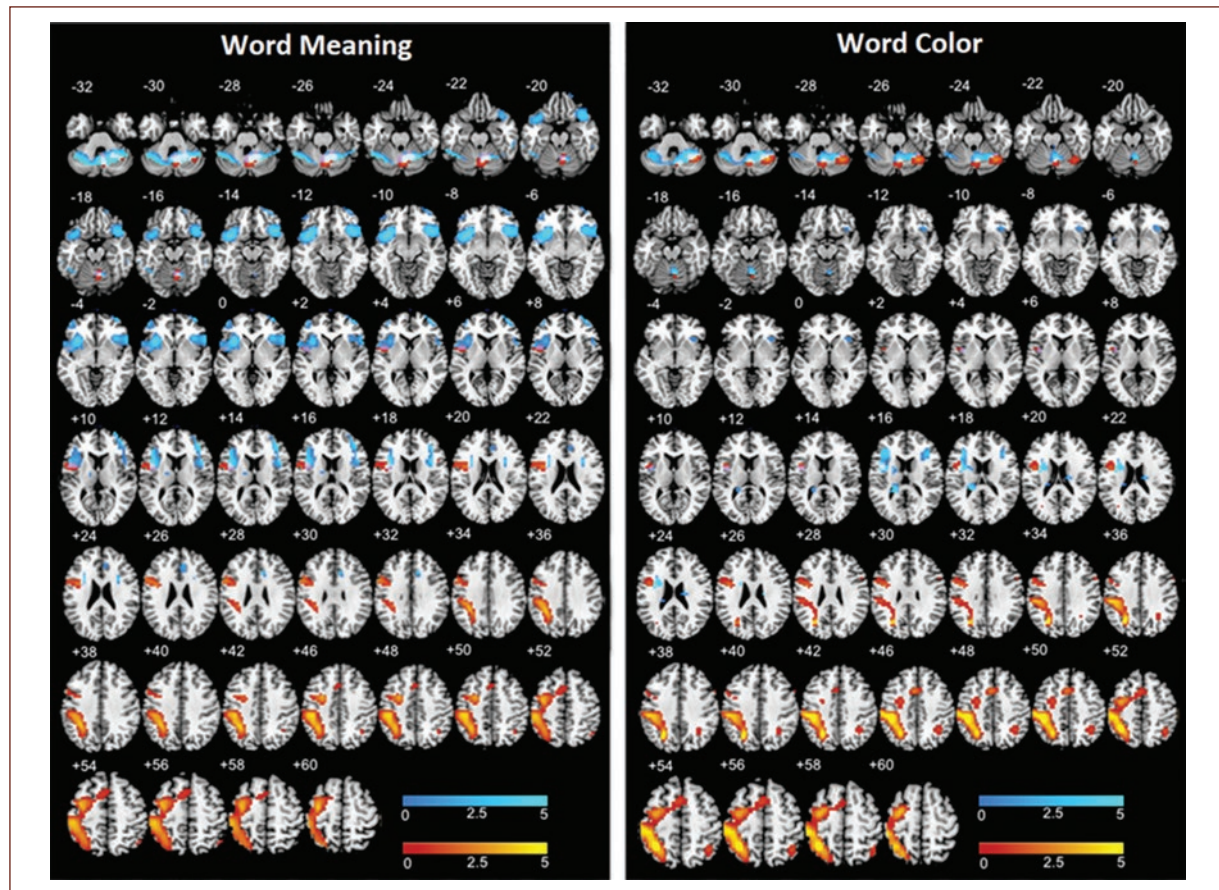 Word Meaning
-32 -30 -28 -26 -24 -22 -20
-18 -16 -14 -12 -10 -8 -6
-4 -2 0 +2 +4 +6 +8
+10 +12 +14 +16 +18 +20 +22
+24 +26 +28 +30 +32 +34 +36
+38 +40 +42 +46 +48 +50 +52
+54 +56 +58 +60
0 2.5 5
0 2.5 5
Word Color
-32 -30 -28 -26 -24 -22 -20
-18 -16 -14 -12 -10 -8 -6
-4 -2 0 +2 +4 +6 +8
+10 +12 +14 +16 +18 +20 +22
+24 +26 +28 +30 +32 +34 +36
+38 +40 +42 +46 +48 +50 +52
+54 +56 +58 +60
0 2.5 5
0 2.5 5